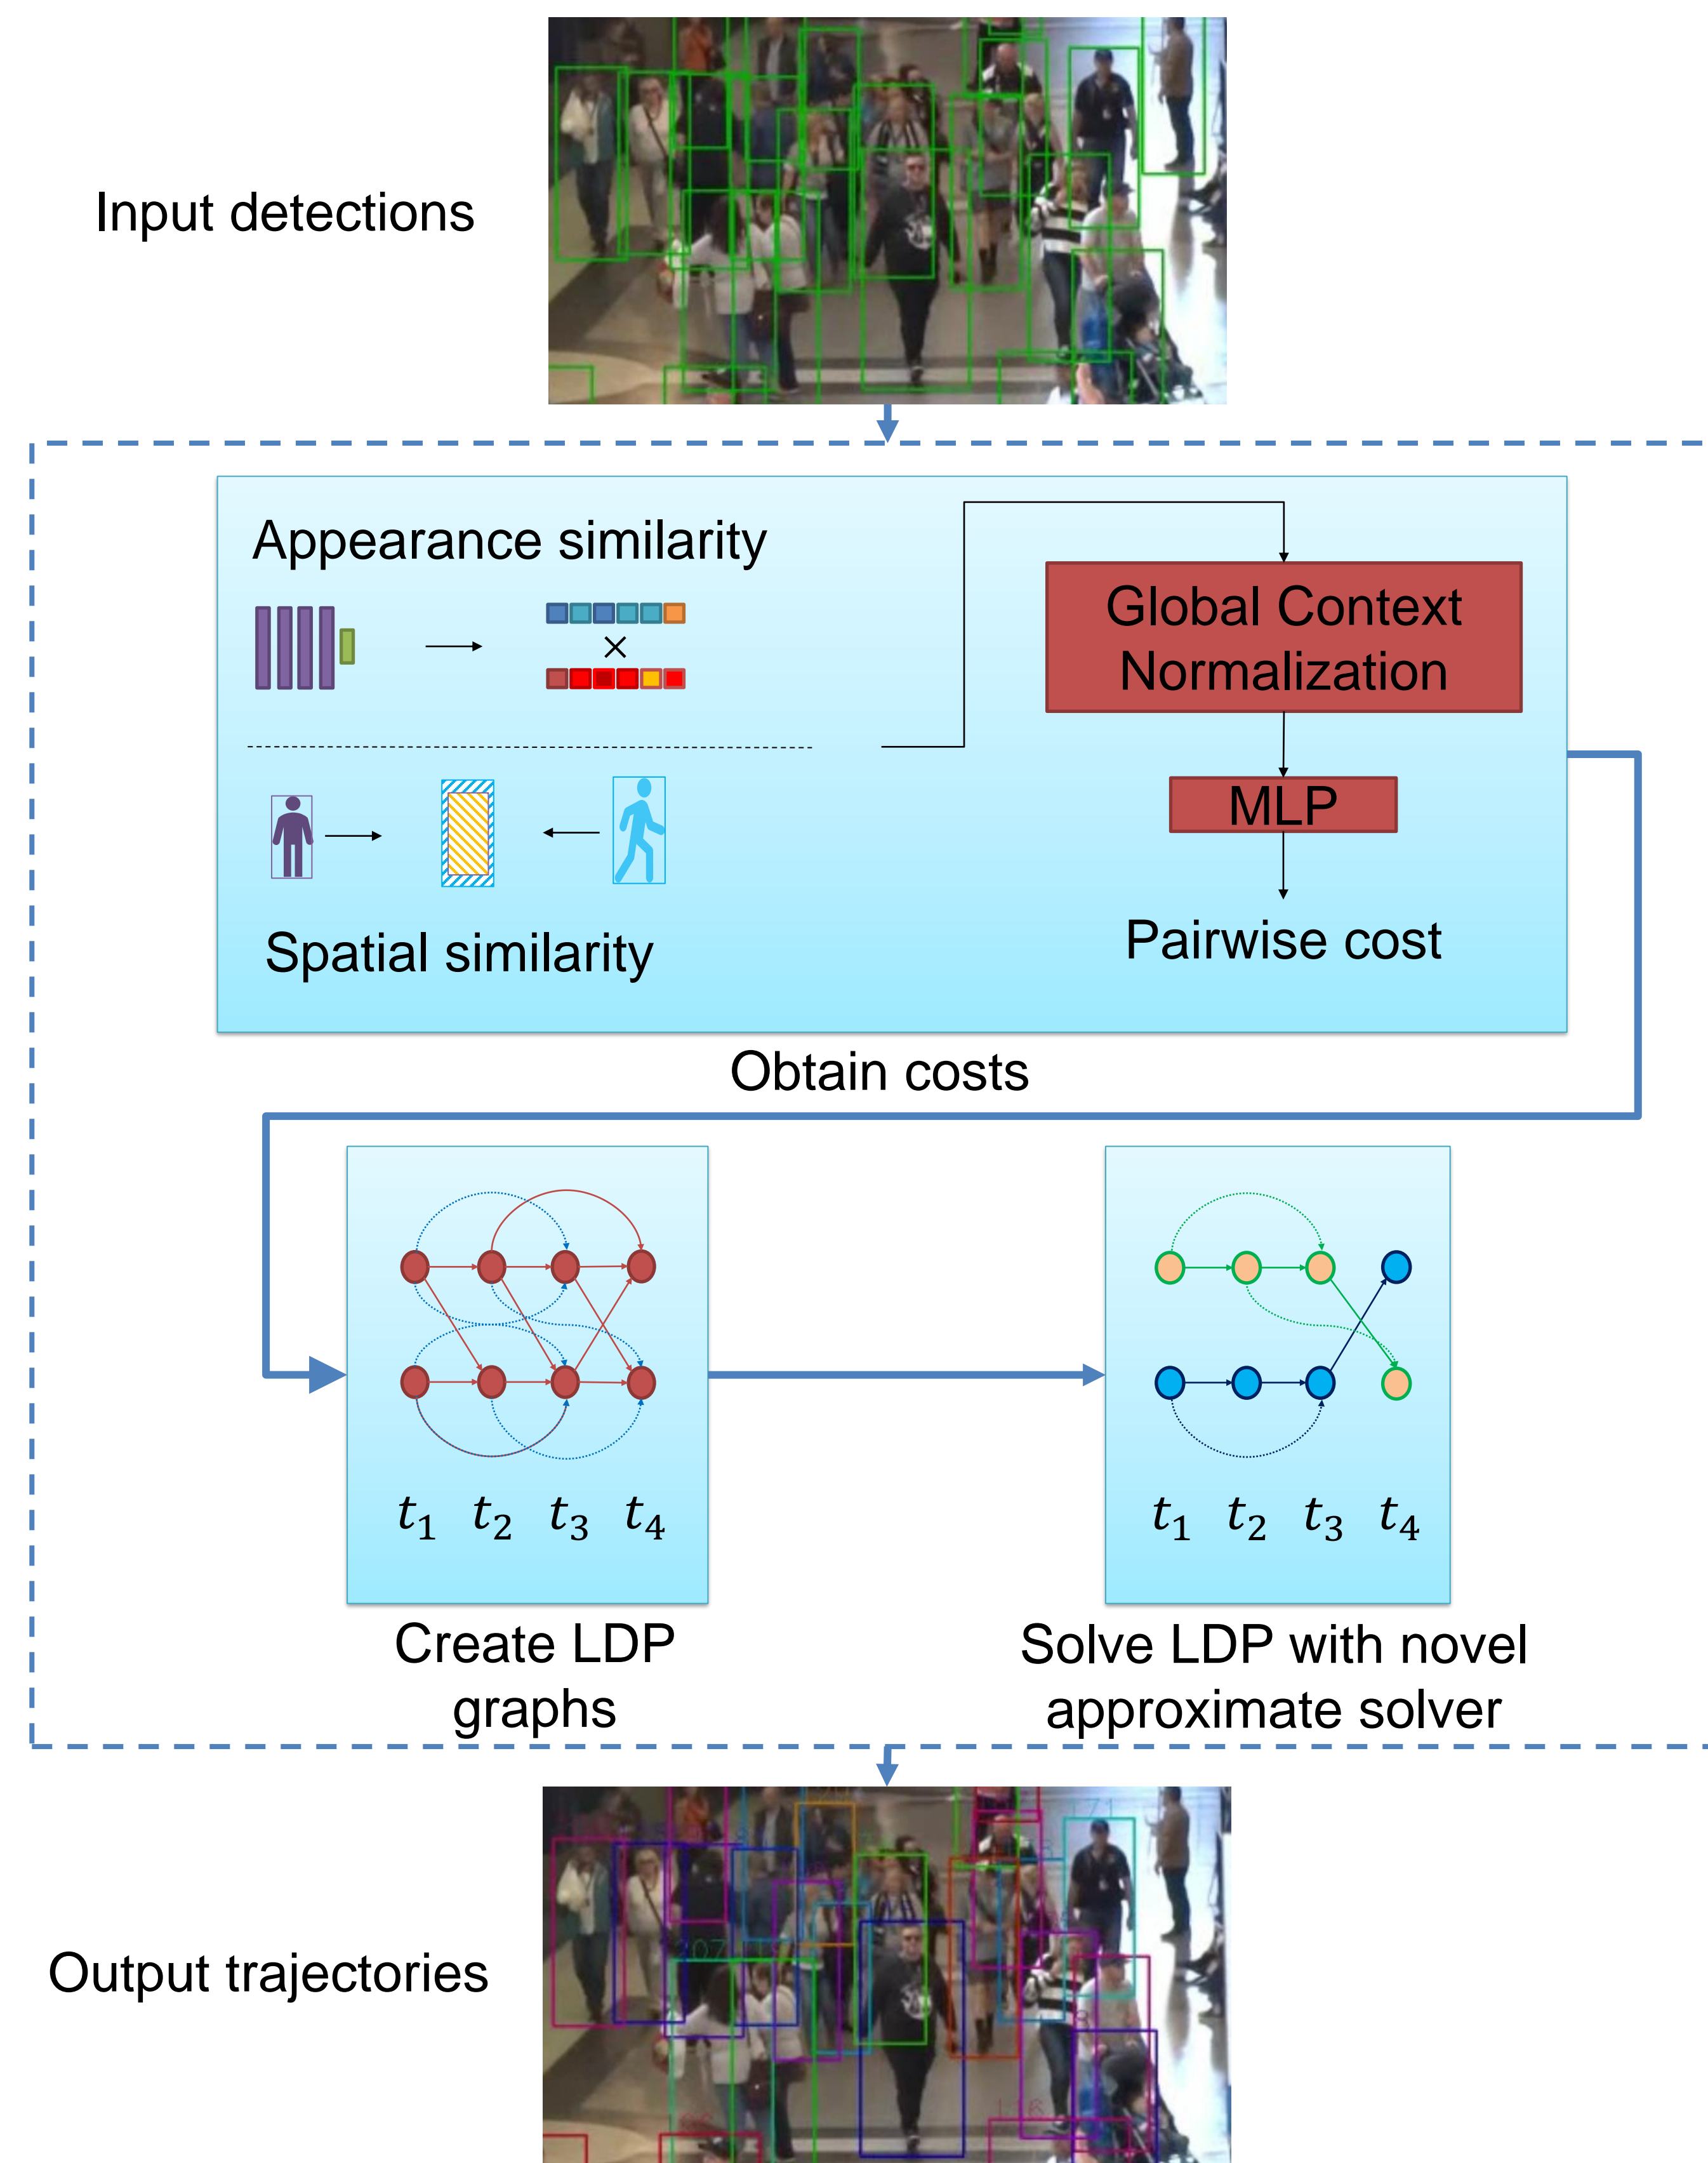 Input detections
Appearance similarity
Global Context
Normalization
MLP
Spatial similarity
Pairwise cost
Obtain costs
t₁ t₂ t₃ t₄
t₁ t₂ t₃ t₄
Create LDP
graphs
Solve LDP with novel
approximate solver
Output trajectories